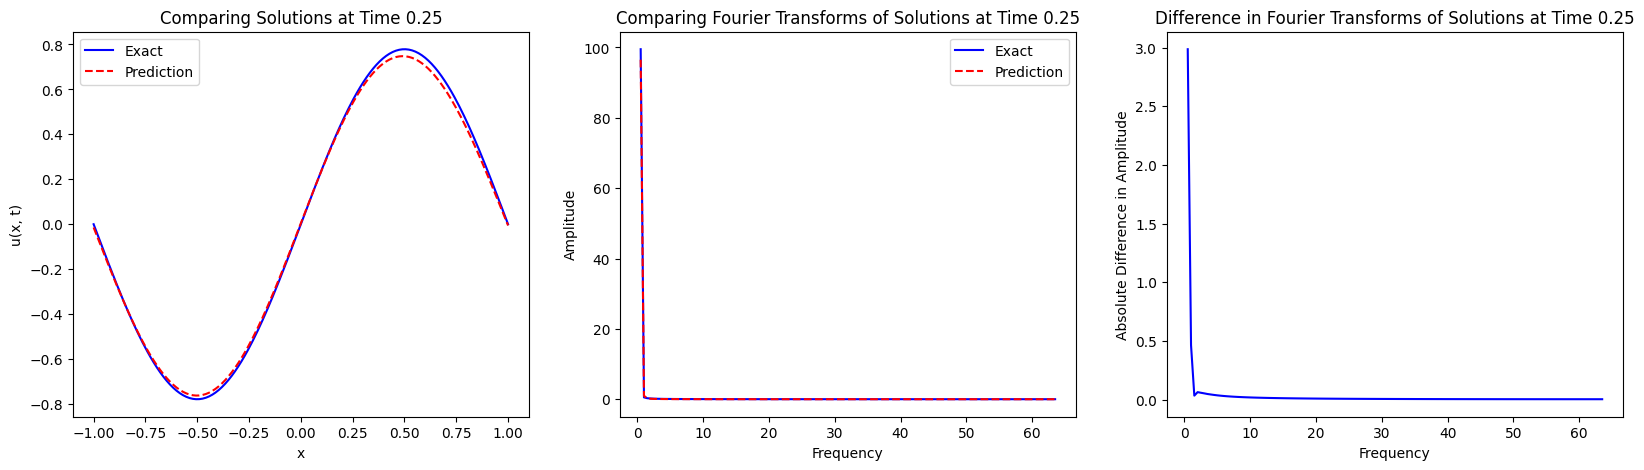 Comparing Solutions at Time 0.25
Exact
Prediction
0.8
0.6
0.4
0.2
0.0
−0.2
−0.4
−0.6
−0.8
u(x, t)
−1.00 −0.75 −0.50 −0.25 0.00 0.25 0.50 0.75 1.00
x
Comparing Fourier Transforms of Solutions at Time 0.25
Exact
Prediction
100
80
60
40
20
0
Amplitude
0 10 20 30 40 50 60
Frequency
Difference in Fourier Transforms of Solutions at Time 0.25
3.0
2.5
2.0
1.5
1.0
0.5
0.0
Absolute Difference in Amplitude
0 10 20 30 40 50 60
Frequency